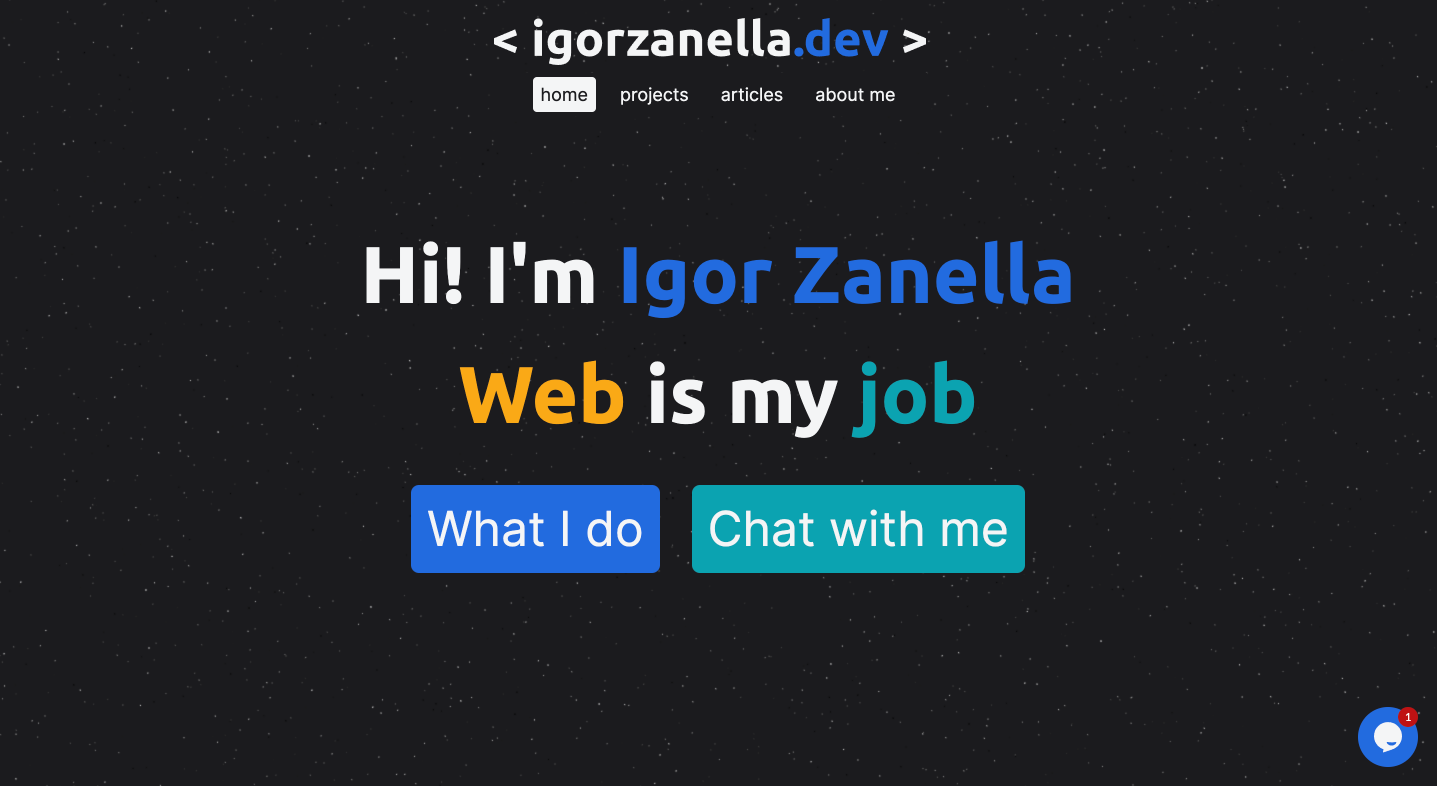 < igorzanella.dev >
home projects articles about me
Hi! I'm Igor Zanella
Web is my job
What I do Chat with me
1